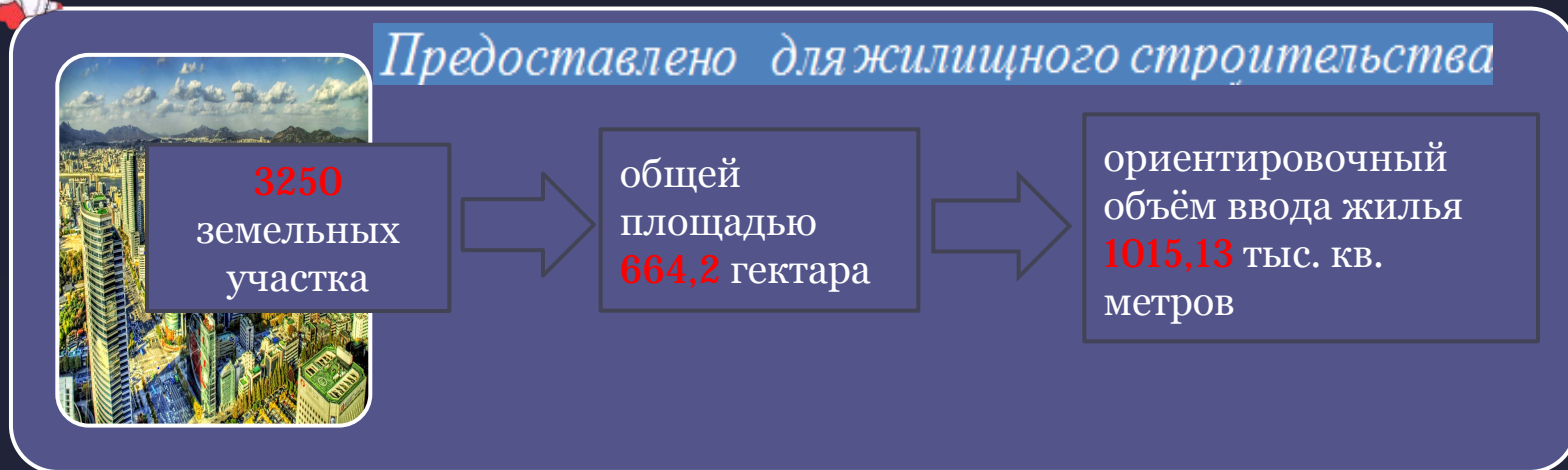 Предоставлено для жилищного строительства
3250
земельных
участка
общей
площадью
664,2 гектара
ориентировочный
объём ввода жилья
1015,13 тыс. кв.
метров